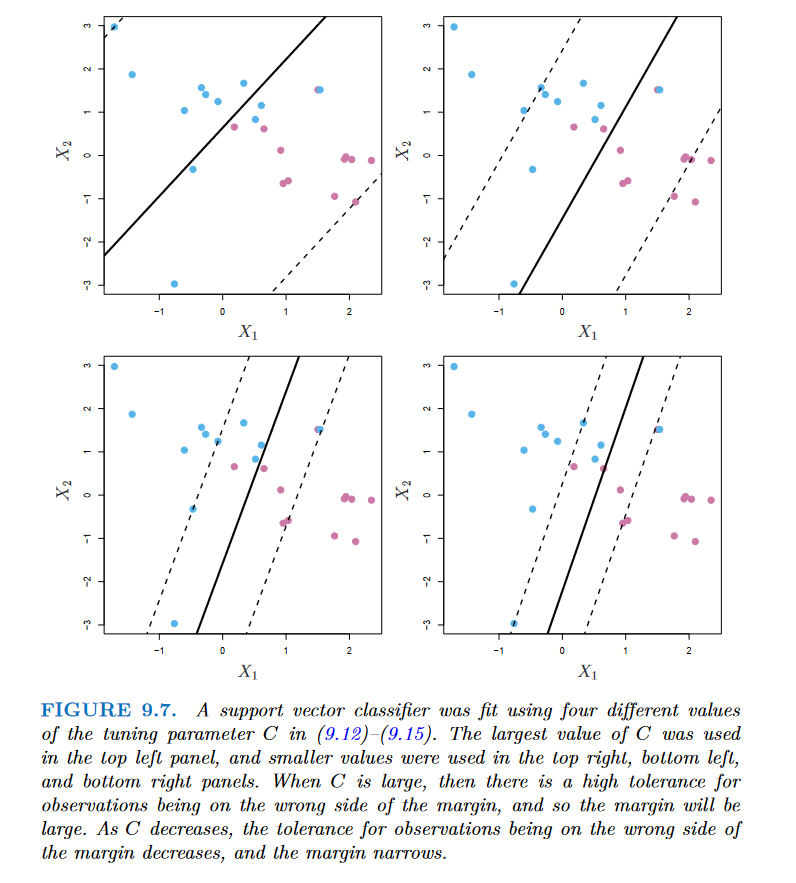 3
2
1
0
−1
−2
−3
X2
−1
0
1
2
X1
3
2
1
0
−1
−2
−3
X2
−1
0
1
2
X1
3
2
1
0
−1
−2
−3
X2
−1
0
1
2
X1
3
2
1
0
−1
−2
−3
X2
−1
0
1
2
X1
FIGURE 9.7. A support vector classifier was fit using four different values
of the tuning parameter C in (9.12)–(9.15). The largest value of C was used
in the top left panel, and smaller values were used in the top right, bottom left,
and bottom right panels. When C is large, then there is a high tolerance for
observations being on the wrong side of the margin, and so the margin will be
large. As C decreases, the tolerance for observations being on the wrong side of
the margin decreases, and the margin narrows.